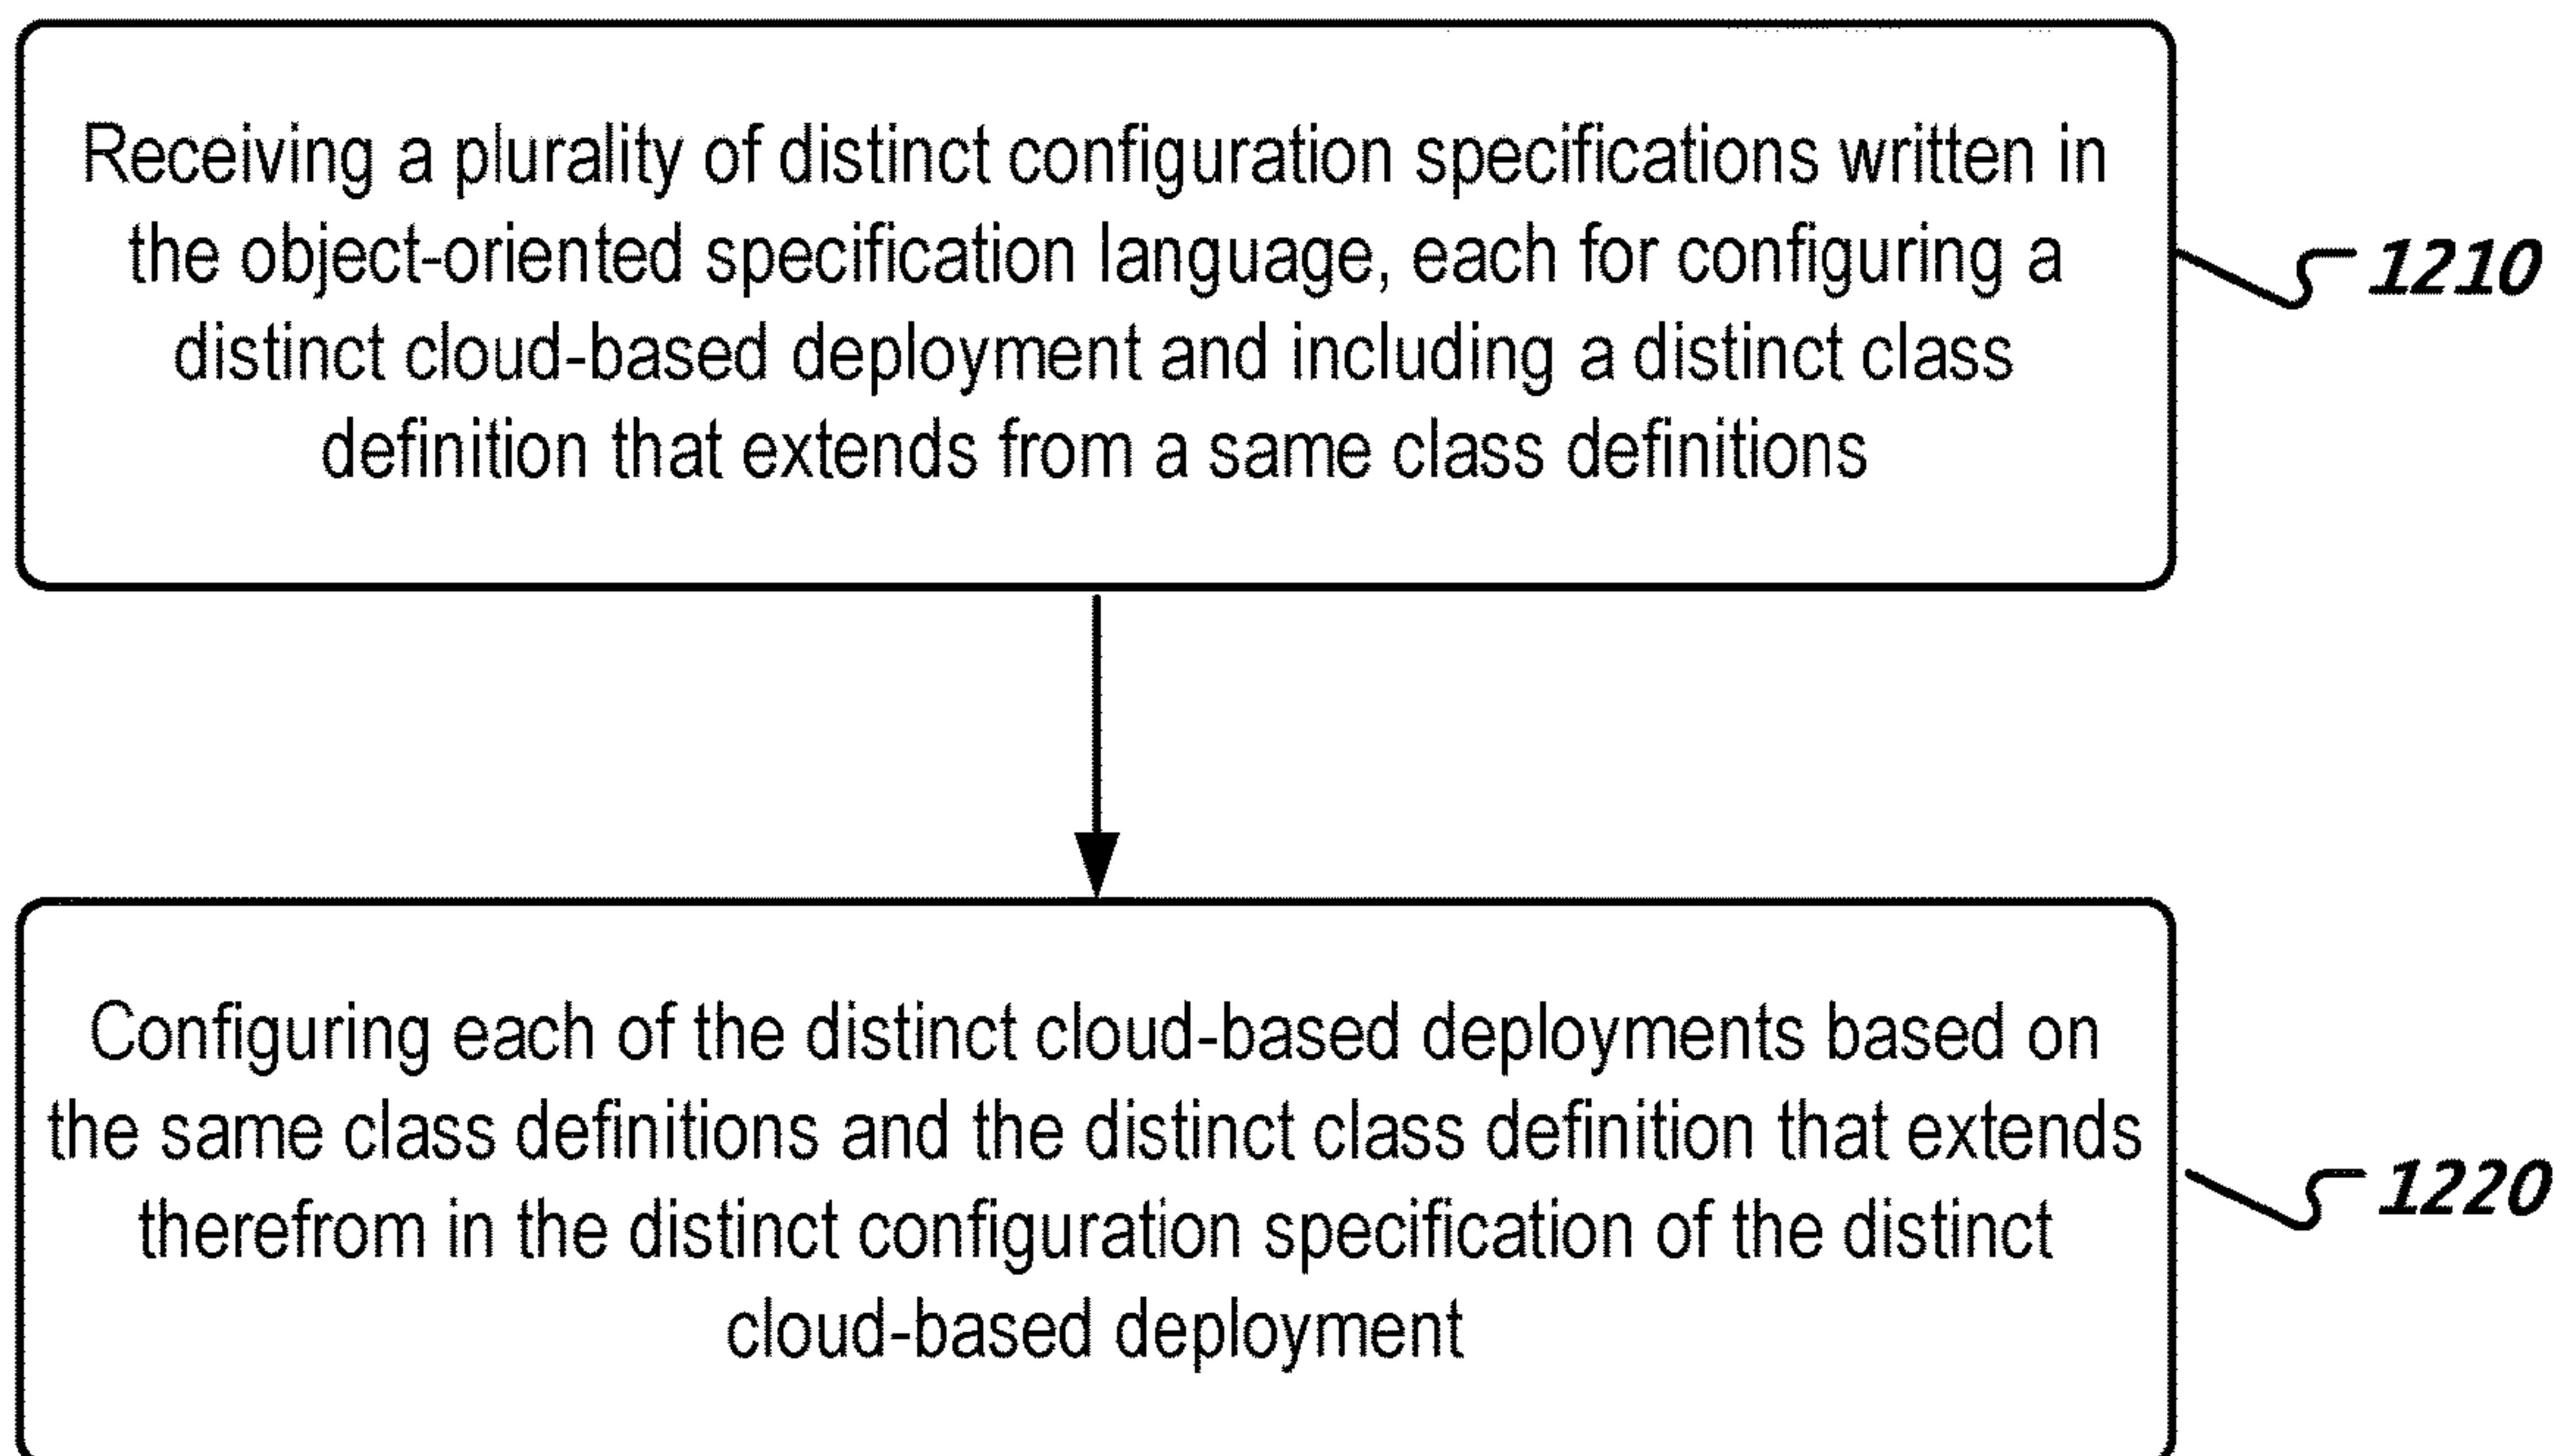 Receiving a plurality of distinct configuration specifications written in
the object-oriented specification language, each for configuring a
distinct cloud-based deployment and including a distinct class
definition that extends from a same class definitions
1210
Configuring each of the distinct cloud-based deployments based on
the same class definitions and the distinct class definition that extends
therefrom in the distinct configuration specification of the distinct
cloud-based deployment
1220